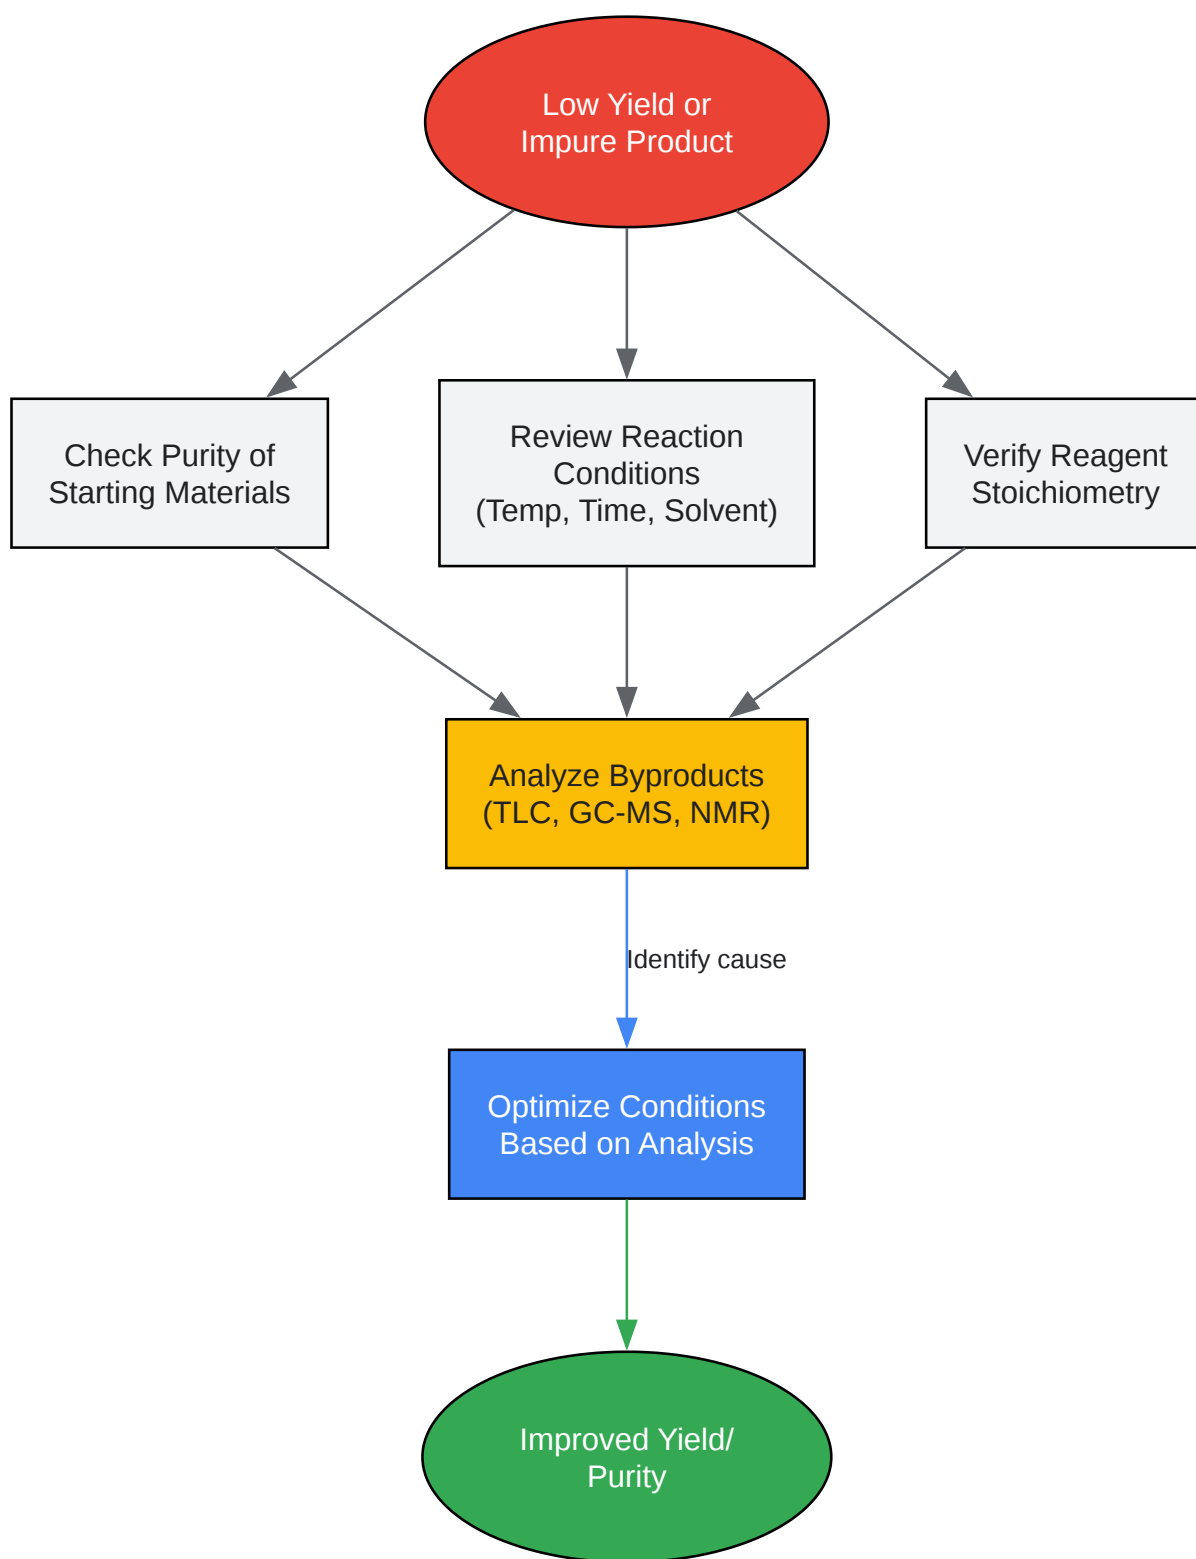 Low Yield or
Impure Product
Check Purity of
Starting Materials
Review Reaction
Conditions
(Temp, Time, Solvent)
Verify Reagent
Stoichiometry
Analyze Byproducts
(TLC, GC-MS, NMR)
Identify cause
Optimize Conditions
Based on Analysis
Improved Yield/
Purity